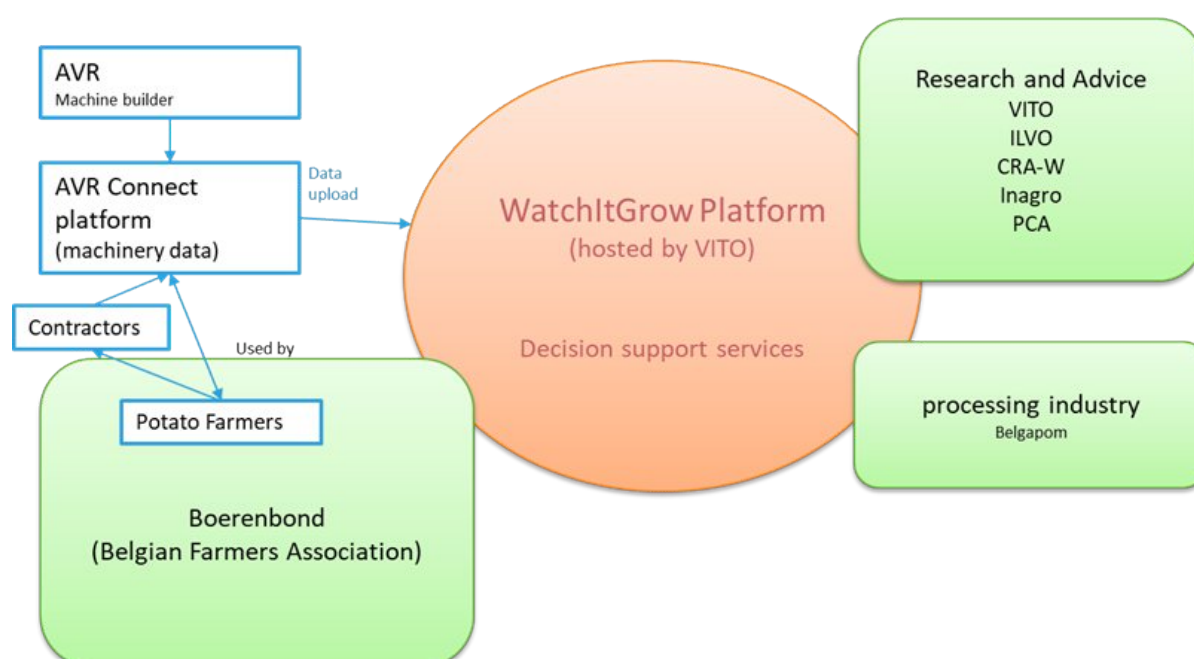 AVR
Machine builder
AVR Connect
platform
(machinery data)
Data
upload
Contractors
Used by
Potato Farmers
Boerenbond
(Belgian Farmers Association)
WatchItGrow Platform
(hosted by VITO)
Decision support services
Research and Advice
VITO
ILVO
CRA-W
Inagro
PCA
processing industry
Belgapom